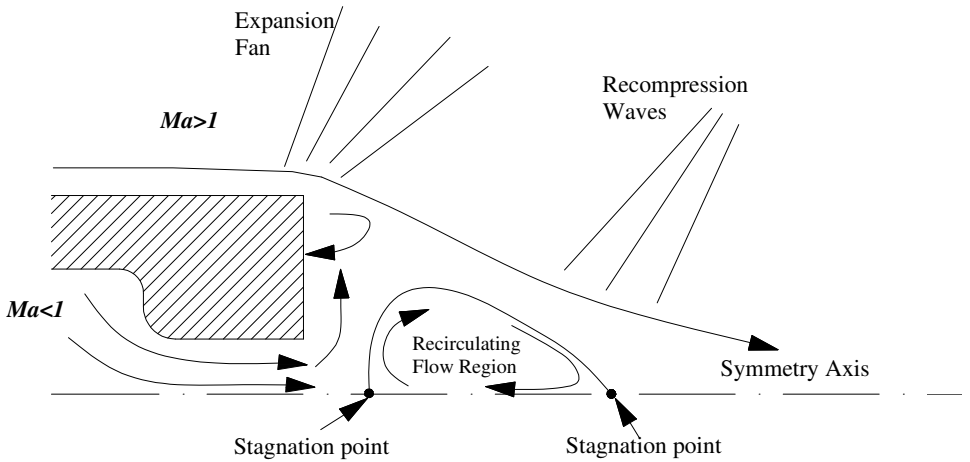 Expansion
Fan
Recompression
Waves
Ma>1
Ma<1
Recirculating
Flow Region
Symmetry Axis
Stagnation point
Stagnation point